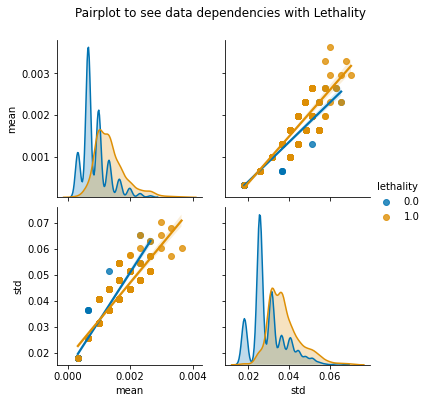 Pairplot to see data dependencies with Lethality
0.003
0.002
0.001
mean
lethality
0.0
1.0
0.07
0.06
0.05
0.04
0.03
0.02
std
0.000 0.002 0.004
0.02 0.04 0.06
mean
std